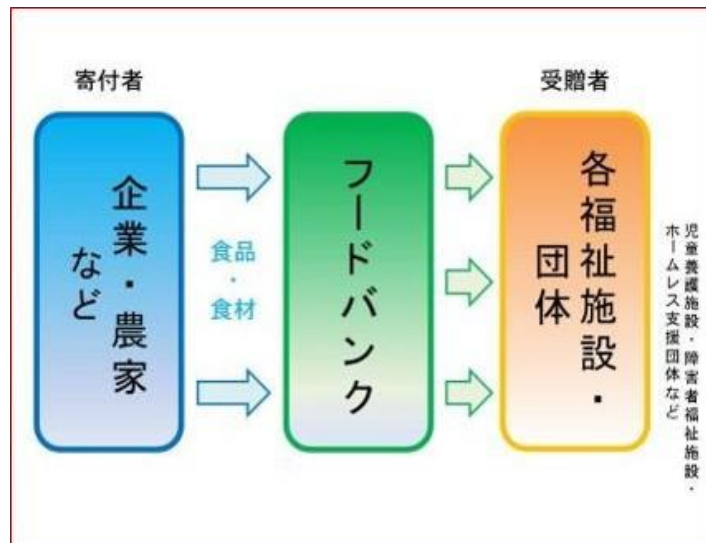 寄付者
企業・農家
など
食品
・
食材
フードバンク
受贈者
各福祉施設・
団体
児童養護施設・障害者福祉施設・
ホームレス支援団体など